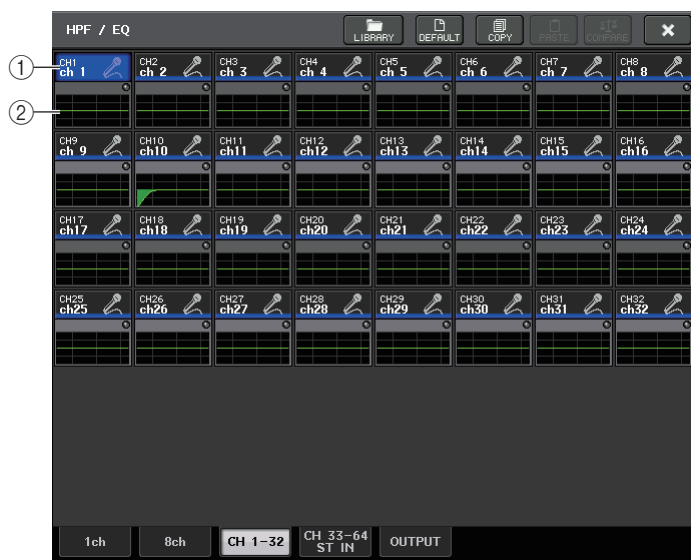 HPF / EQ
LIBRARY DEFAULT COPY PASTE COMPARE
① CH1 CH2 CH3 CH4 CH5 CH6 CH7 CH8
ch 1 ch 2 ch 3 ch 4 ch 5 ch 6 ch 7 ch 8
②
CH9 CH10 CH11 CH12 CH13 CH14 CH15 CH16
ch 9 ch10 ch11 ch12 ch13 ch14 ch15 ch16
CH17 CH18 CH19 CH20 CH21 CH22 CH23 CH24
ch17 ch18 ch19 ch20 ch21 ch22 ch23 ch24
CH25 CH26 CH27 CH28 CH29 CH30 CH31 CH32
ch25 ch26 ch27 ch28 ch29 ch30 ch31 ch32
1ch 8ch CH 1-32 CH 33-64 OUTPUT
ST IN